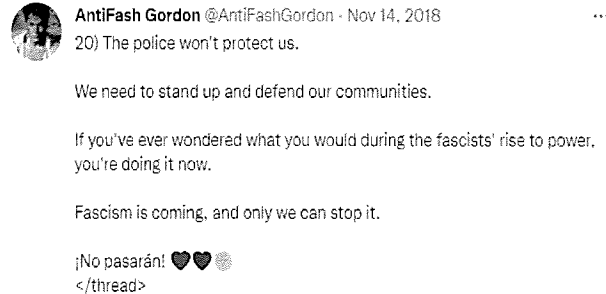 AntiFash Gordon @AntiFashGordon · Nov 14, 2018 ...
20) The police won't protect us.
We need to stand up and defend our communities.
If you've ever wondered what you would during the fascists' rise to power,
you're doing it now.
Fascism is coming, and only we can stop it.
¡No pasarán!
</thread>